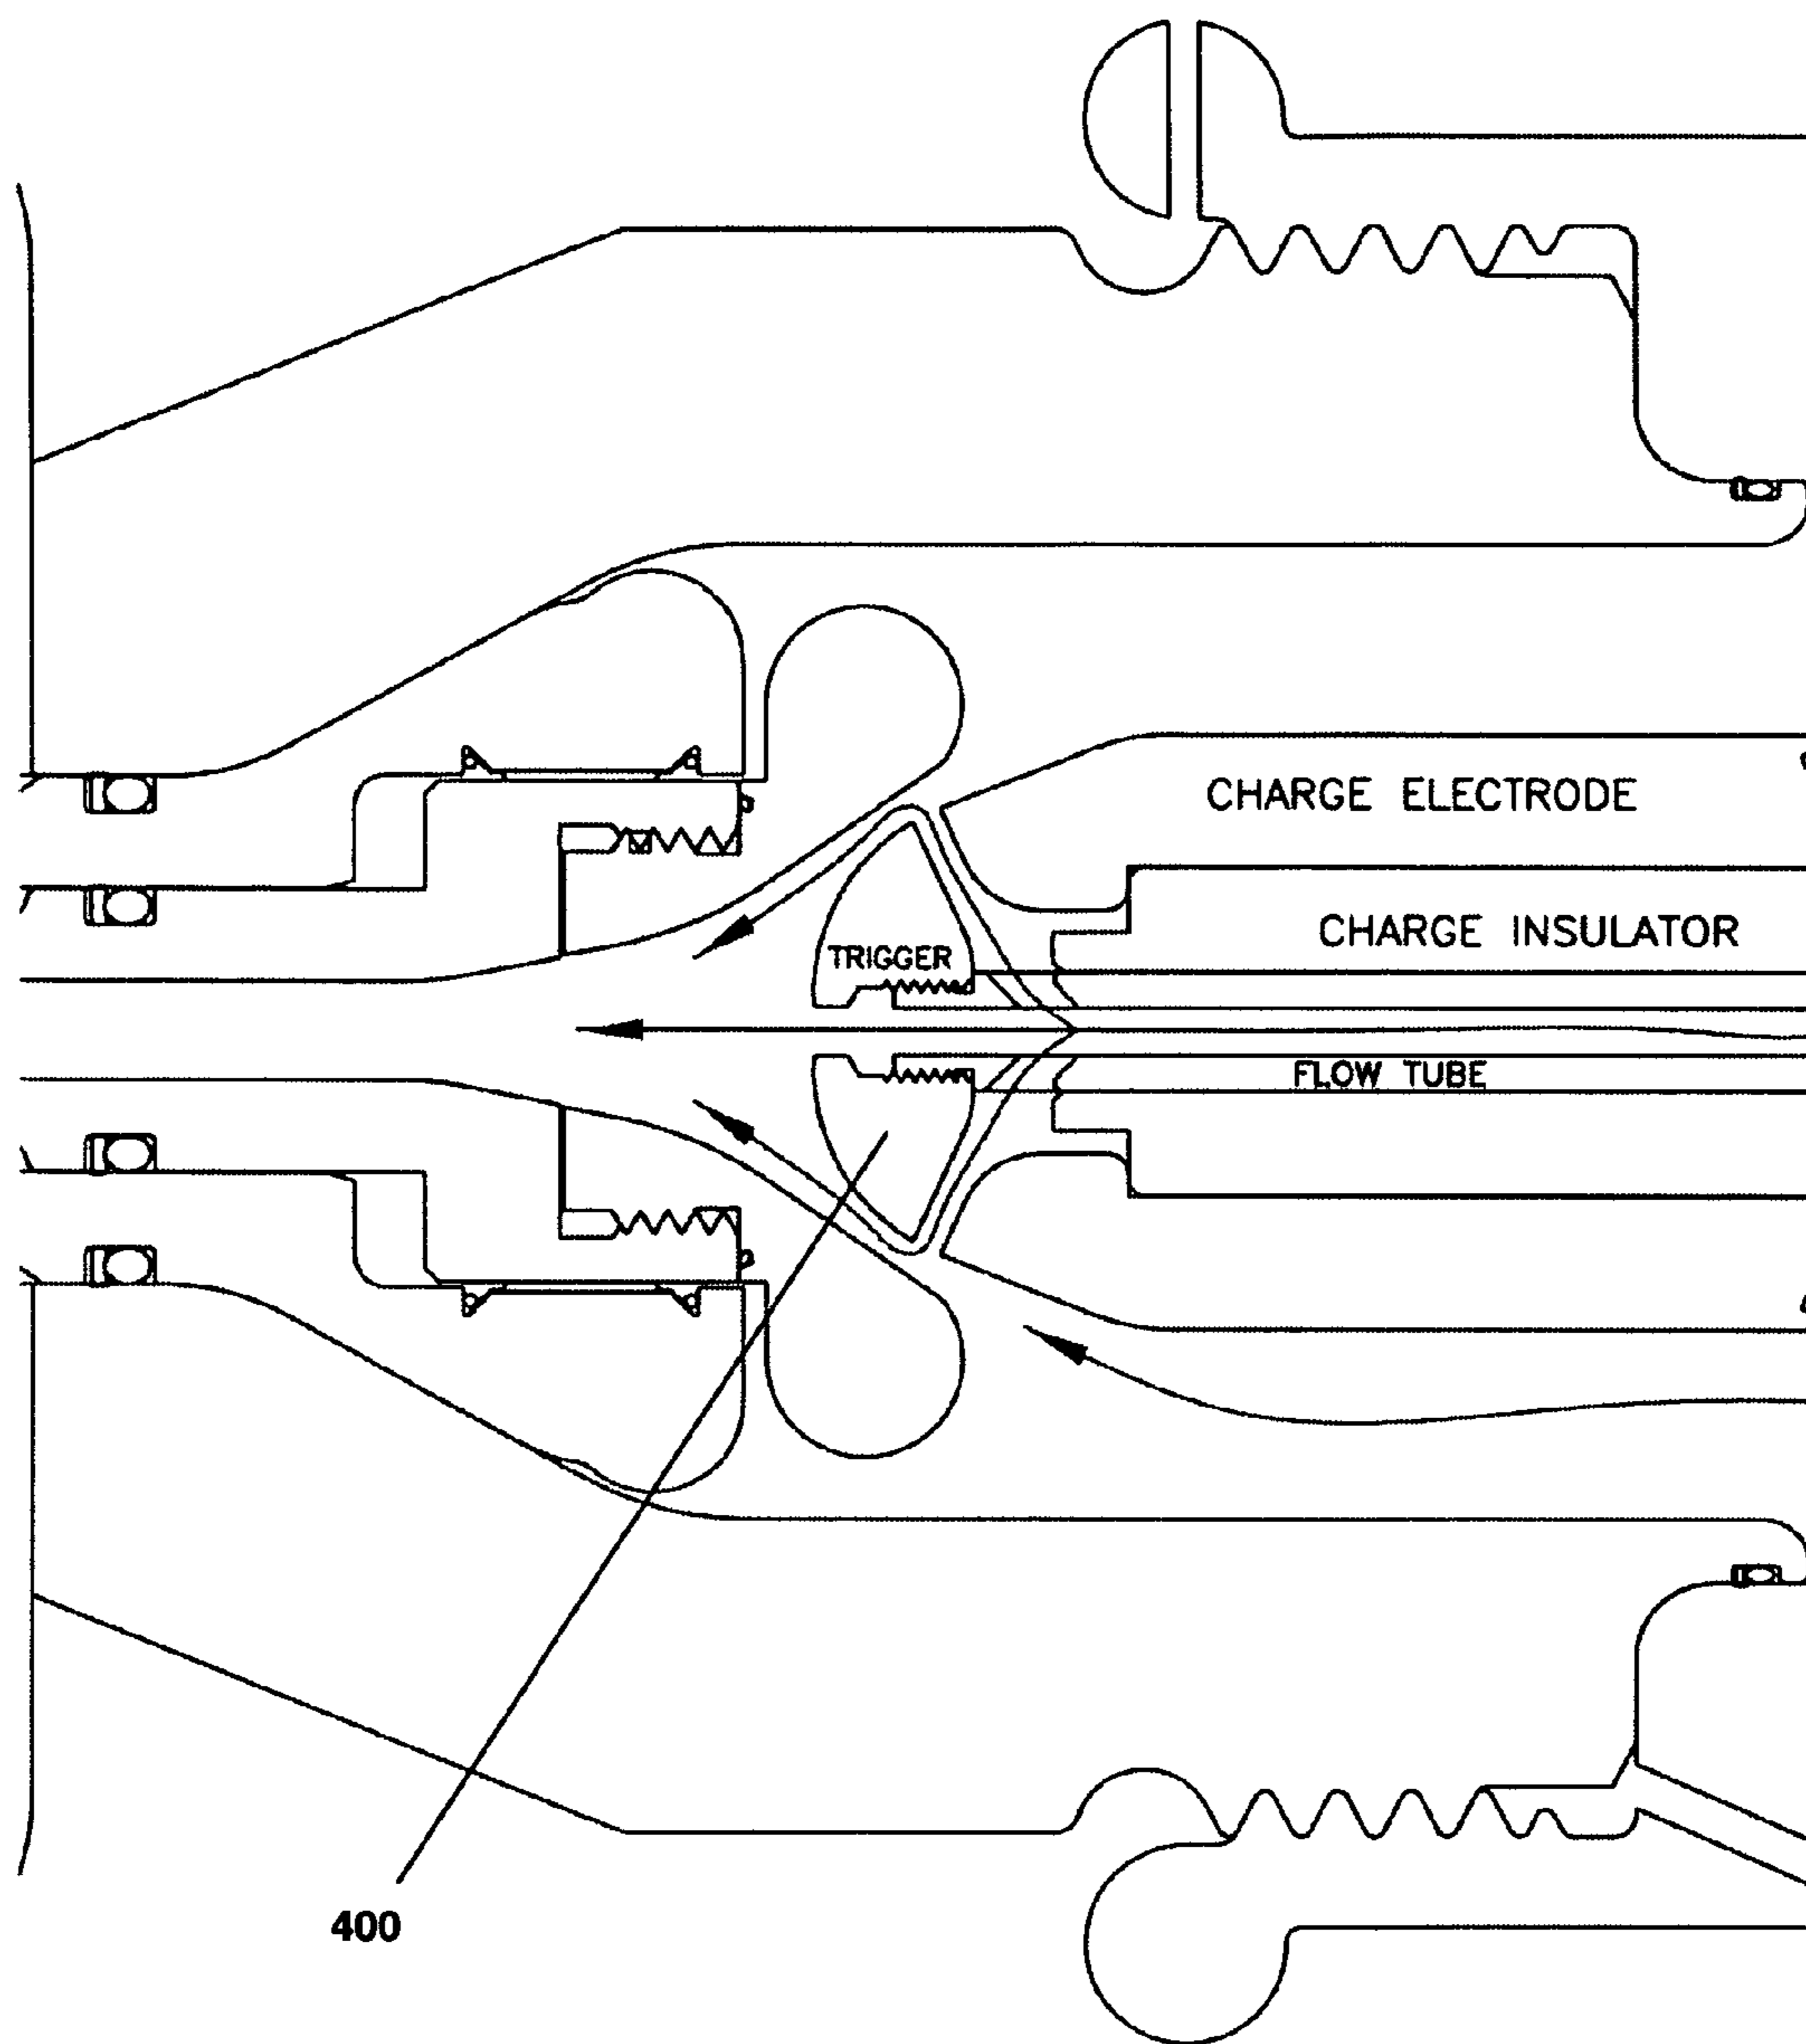 CHARGE ELECTRODE
CHARGE INSULATOR
TRIGGER
FLOW TUBE
400